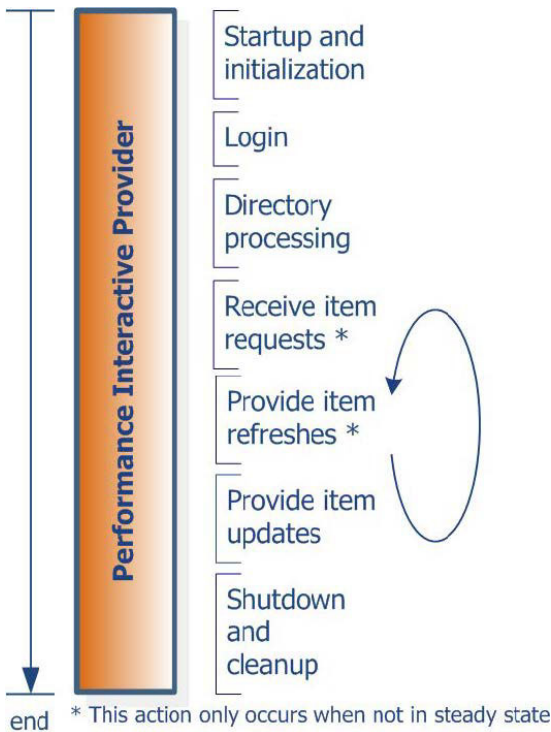 Performance Interactive Provider
Startup and
initialization
Login
Directory
processing
Receive item
requests *
Provide item
refreshes *
Provide item
updates
Shutdown
and
cleanup
end
* This action only occurs when not in steady state